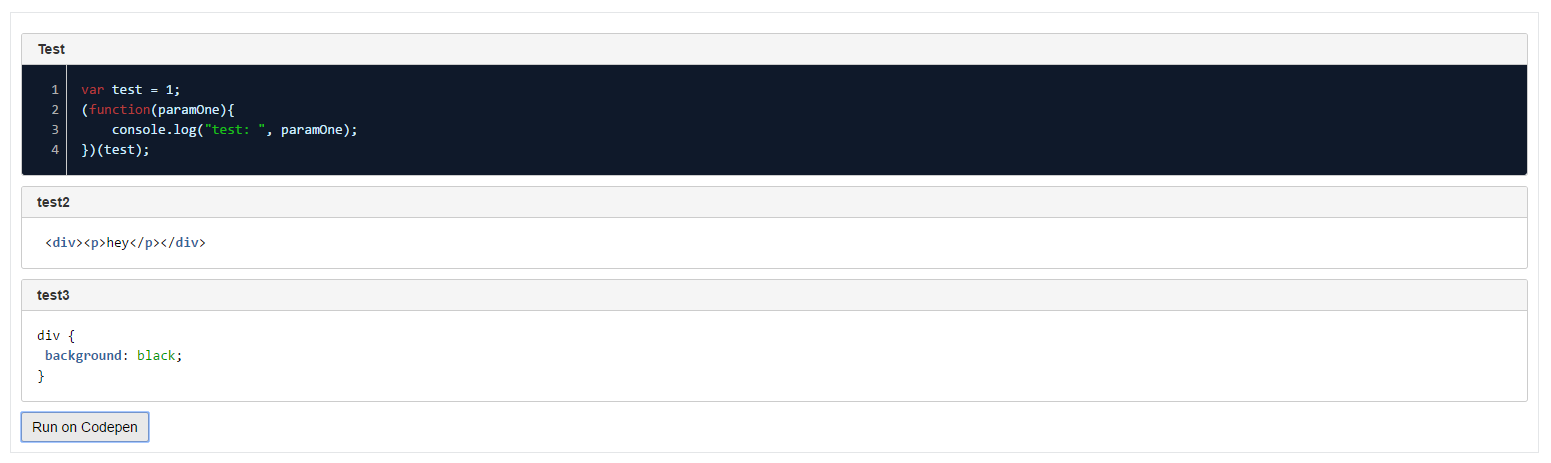 Test
1 var test = 1;
2 (function(paramOne){
3     console.log("test: ", paramOne);
4 })(test);
test2
<div><p>hey</p></div>
test3
div {
 background: black;
}
Run on Codepen